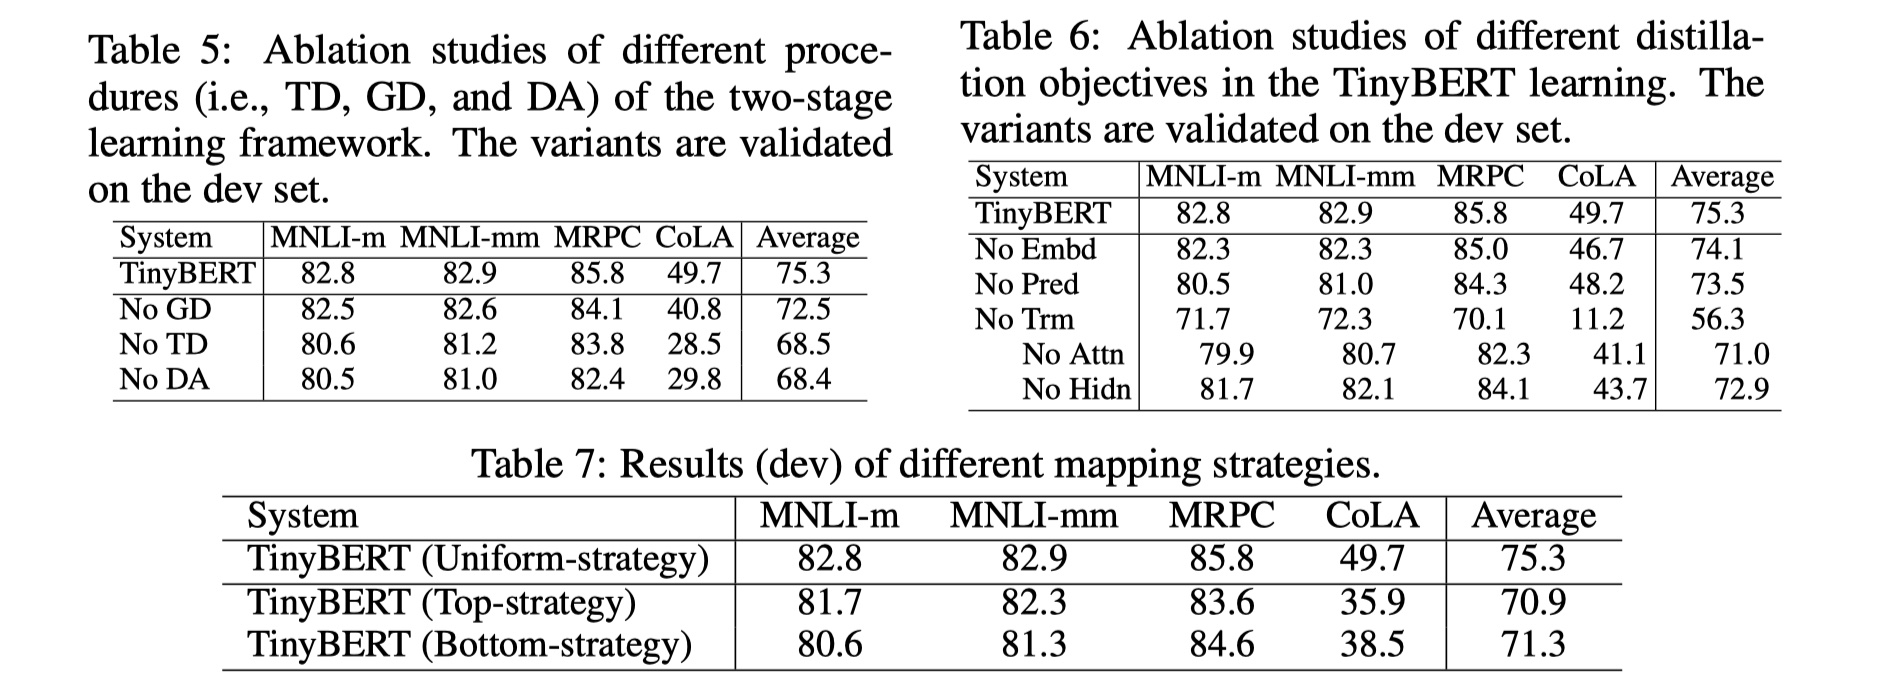 Table 5: Ablation studies of different proce-
dures (i.e., TD, GD, and DA) of the two-stage
learning framework. The variants are validated
on the dev set.
System MNLI-m MNLI-mm MRPC CoLA Average
TinyBERT 82.8 82.9 85.8 49.7 75.3
No GD 82.5 82.6 84.1 40.8 72.5
No TD 80.6 81.2 83.8 28.5 68.5
No DA 80.5 81.0 82.4 29.8 68.4
Table 6: Ablation studies of different distilla-
tion objectives in the TinyBERT learning. The
variants are validated on the dev set.
System MNLI-m MNLI-mm MRPC CoLA Average
TinyBERT 82.8 82.9 85.8 49.7 75.3
No Embd 82.3 82.3 85.0 46.7 74.1
No Pred 80.5 81.0 84.3 48.2 73.5
No Trm 71.7 72.3 70.1 11.2 56.3
No Attn 79.9 80.7 82.3 41.1 71.0
No Hidn 81.7 82.1 84.1 43.7 72.9
Table 7: Results (dev) of different mapping strategies.
System MNLI-m MNLI-mm MRPC CoLA Average
TinyBERT (Uniform-strategy) 82.8 82.9 85.8 49.7 75.3
TinyBERT (Top-strategy) 81.7 82.3 83.6 35.9 70.9
TinyBERT (Bottom-strategy) 80.6 81.3 84.6 38.5 71.3